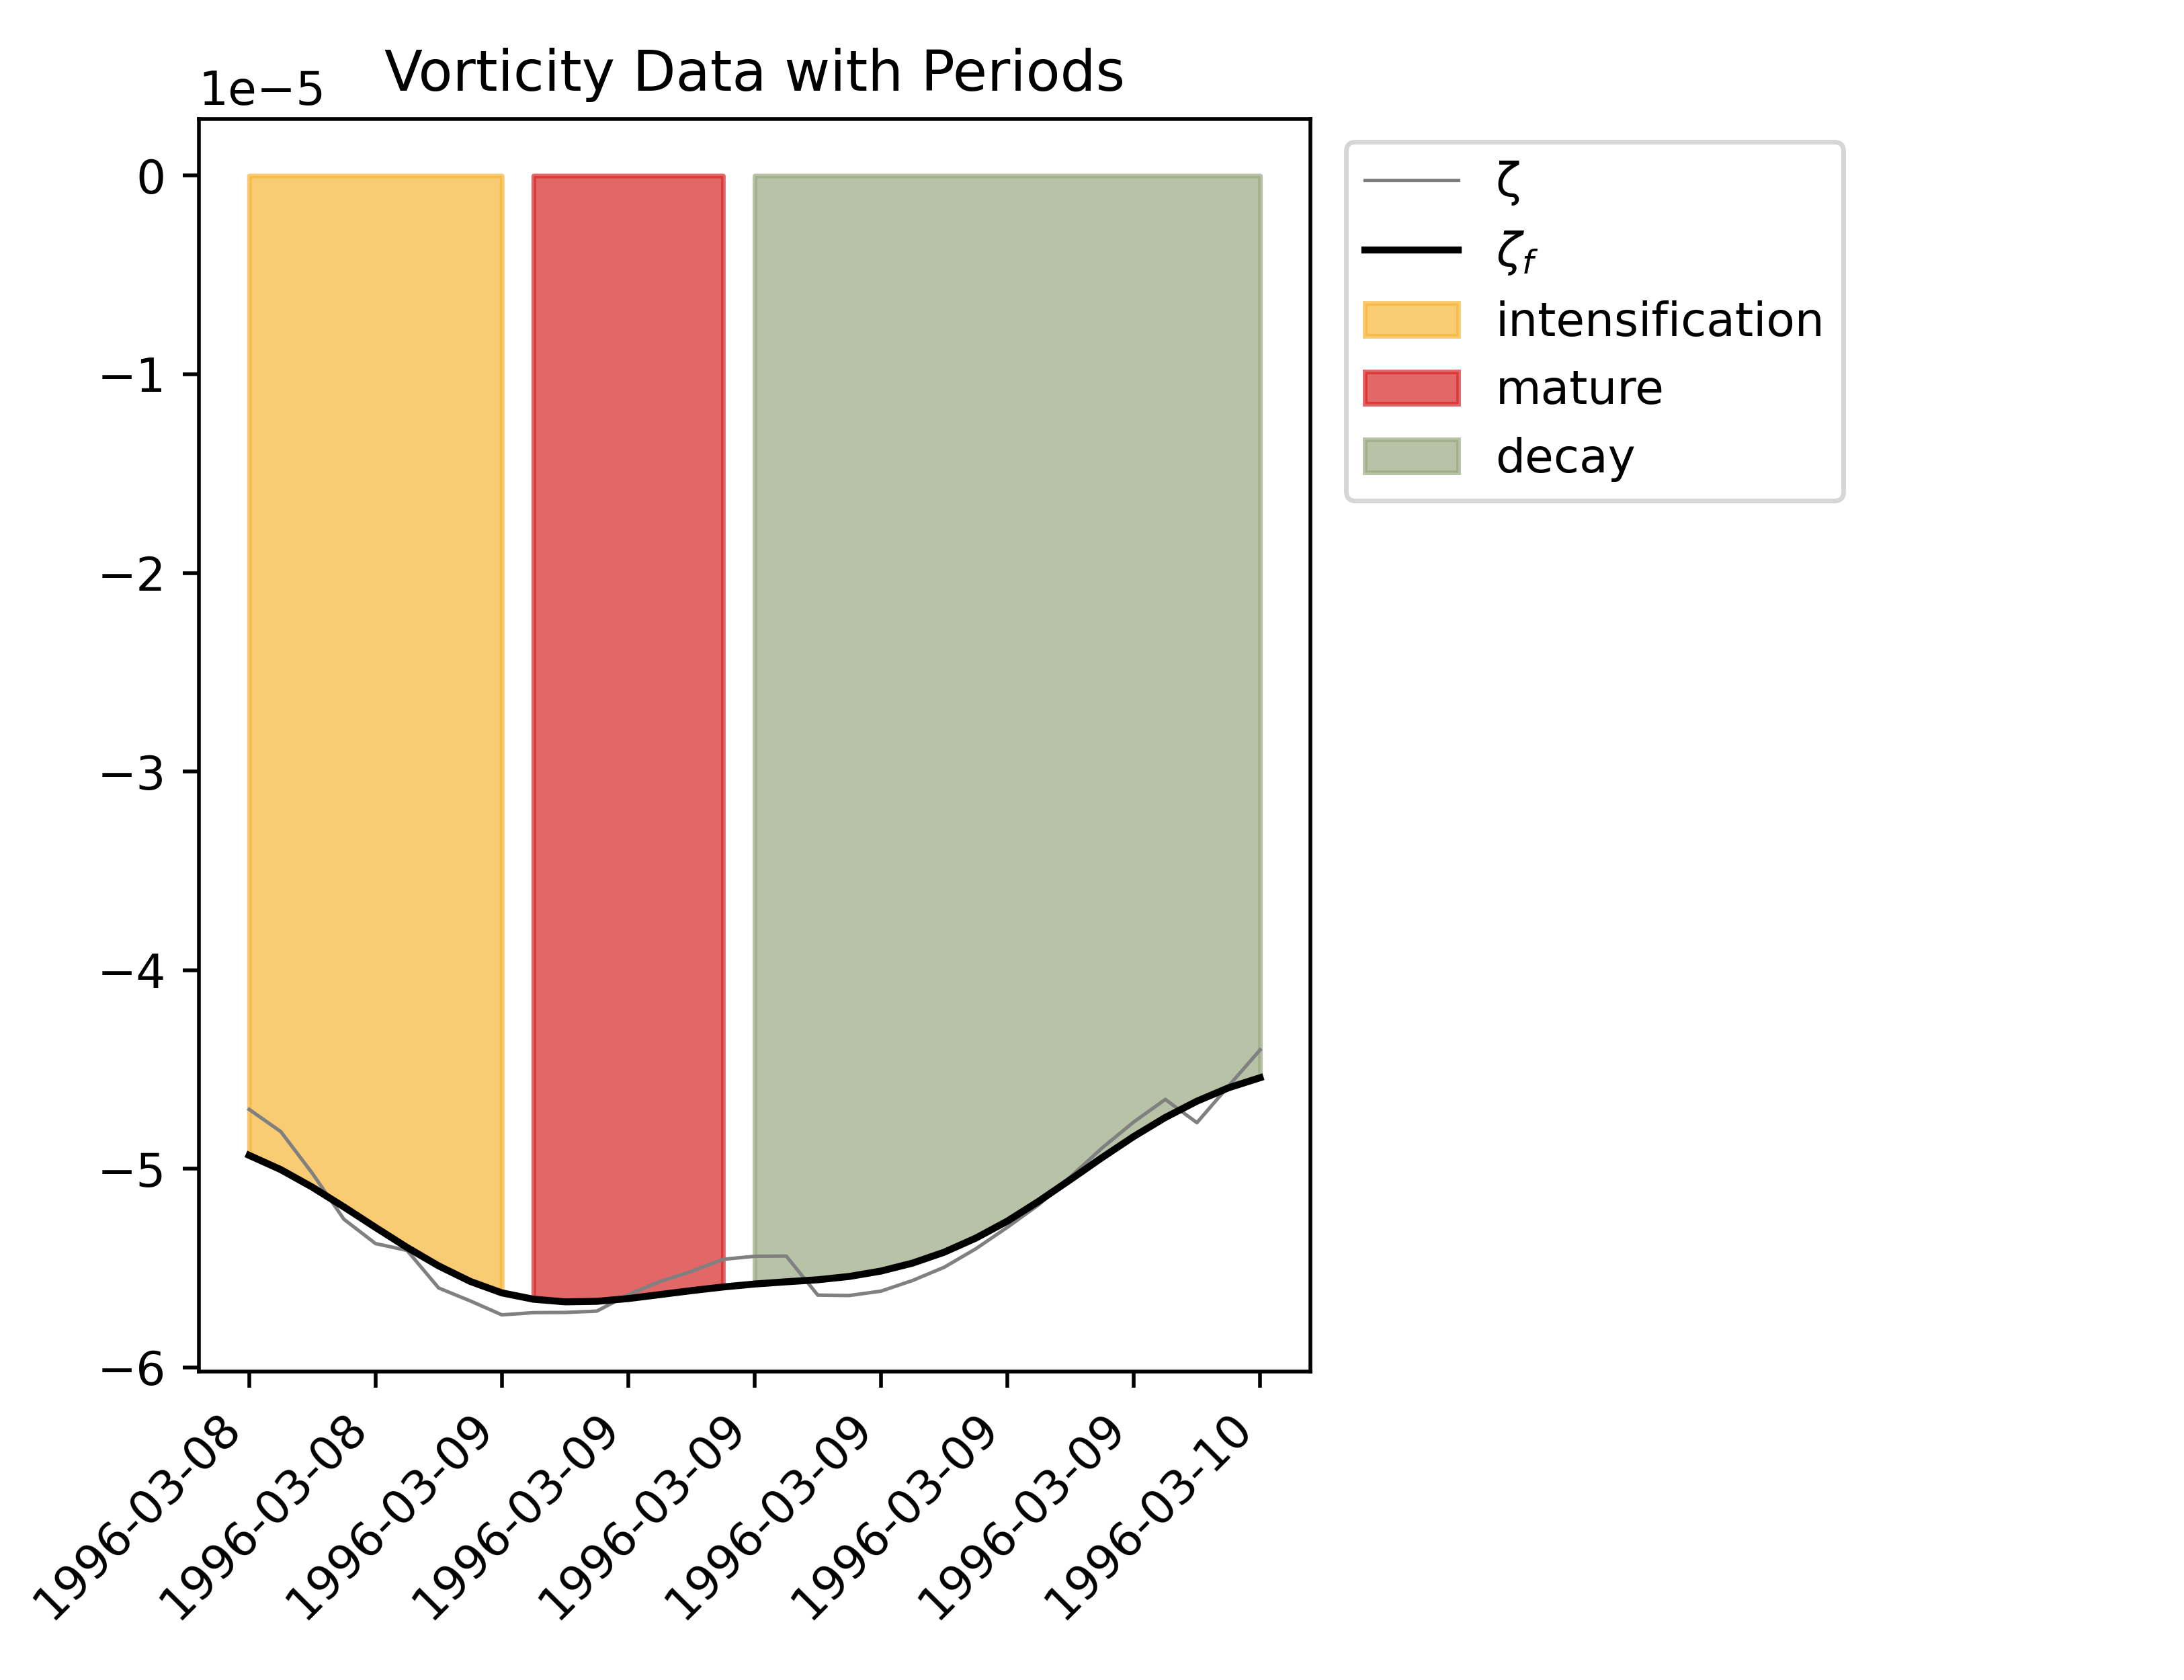 Vorticity Data with Periods
1e−5
0
−1
−2
−3
−4
−5
−6
1996-03-08
1996-03-08
1996-03-09
1996-03-09
1996-03-09
1996-03-09
1996-03-09
1996-03-09
1996-03-10
ζ
ζf
intensification
mature
decay